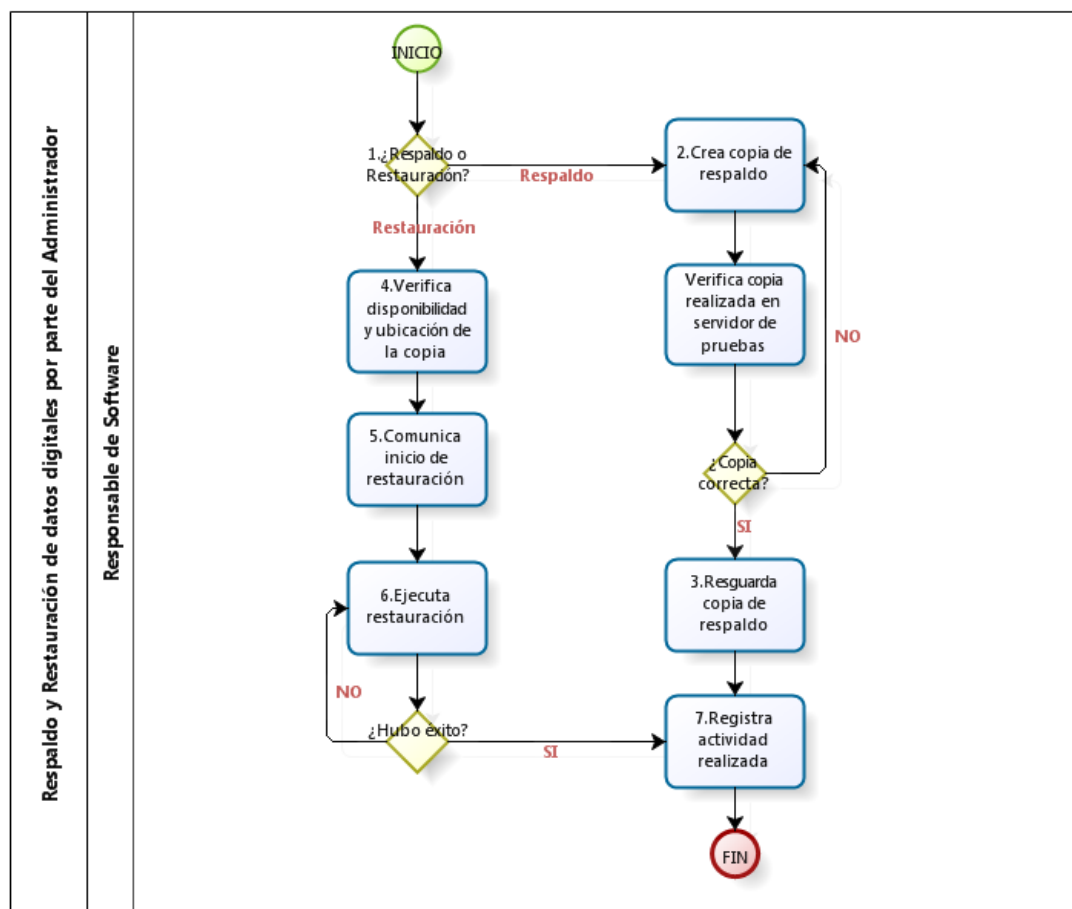 Respaldo y Restauración de datos digitales por parte del Administrador
Responsable de Software
INICIO
1.¿Respaldo o
Restauración?
Respaldo
Restauración
2.Crea copia de
respaldo
4.Verifica
disponibilidad
y ubicación de
la copia
Verifica copia
realizada en
servidor de
pruebas
NO
5.Comunica
inicio de
restauración
¿Copia
correcta?
SI
6.Ejecuta
restauración
3.Resguarda
copia de
respaldo
NO
¿Hubo éxito?
SI
7.Registra
actividad
realizada
FIN